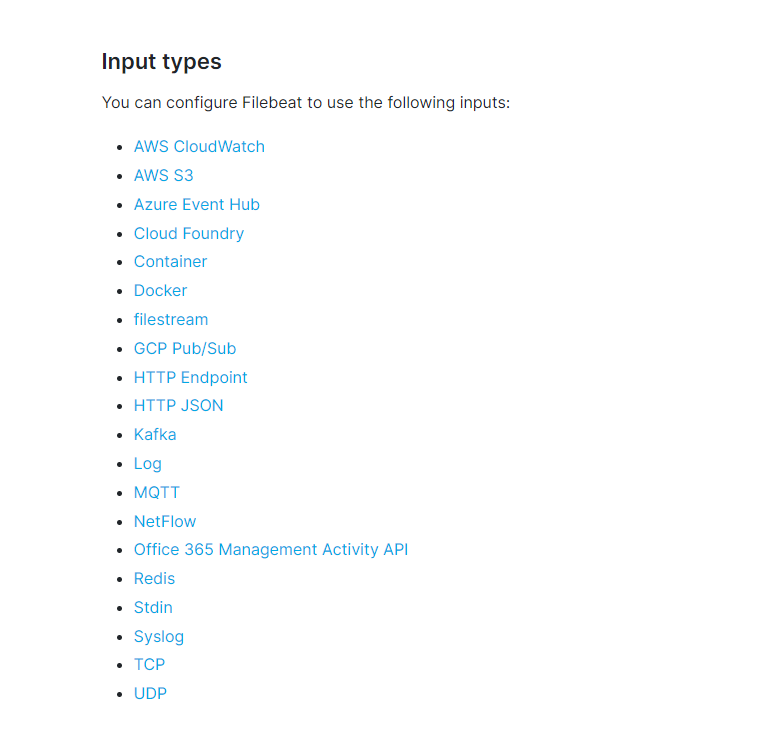 Input types
You can configure Filebeat to use the following inputs:
AWS CloudWatch
AWS S3
Azure Event Hub
Cloud Foundry
Container
Docker
filestream
GCP Pub/Sub
HTTP Endpoint
HTTP JSON
Kafka
Log
MQTT
NetFlow
Office 365 Management Activity API
Redis
Stdin
Syslog
TCP
UDP